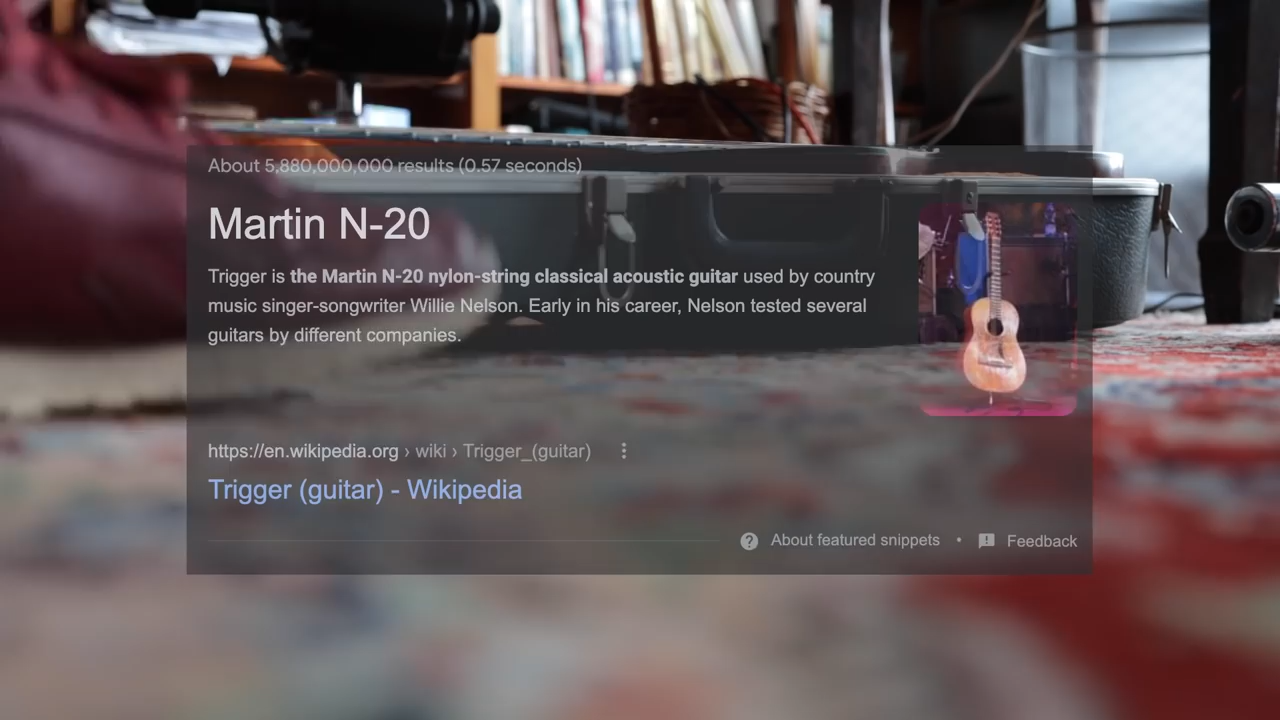 About 5,880,000,000 results (0.57 seconds)
Martin N-20
Trigger is the Martin N-20 nylon-string classical acoustic guitar used by country
music singer-songwriter Willie Nelson. Early in his career, Nelson tested several
guitars by different companies.
https://en.wikipedia.org › wiki › Trigger_(guitar)
Trigger (guitar) - Wikipedia
About featured snippets • Feedback